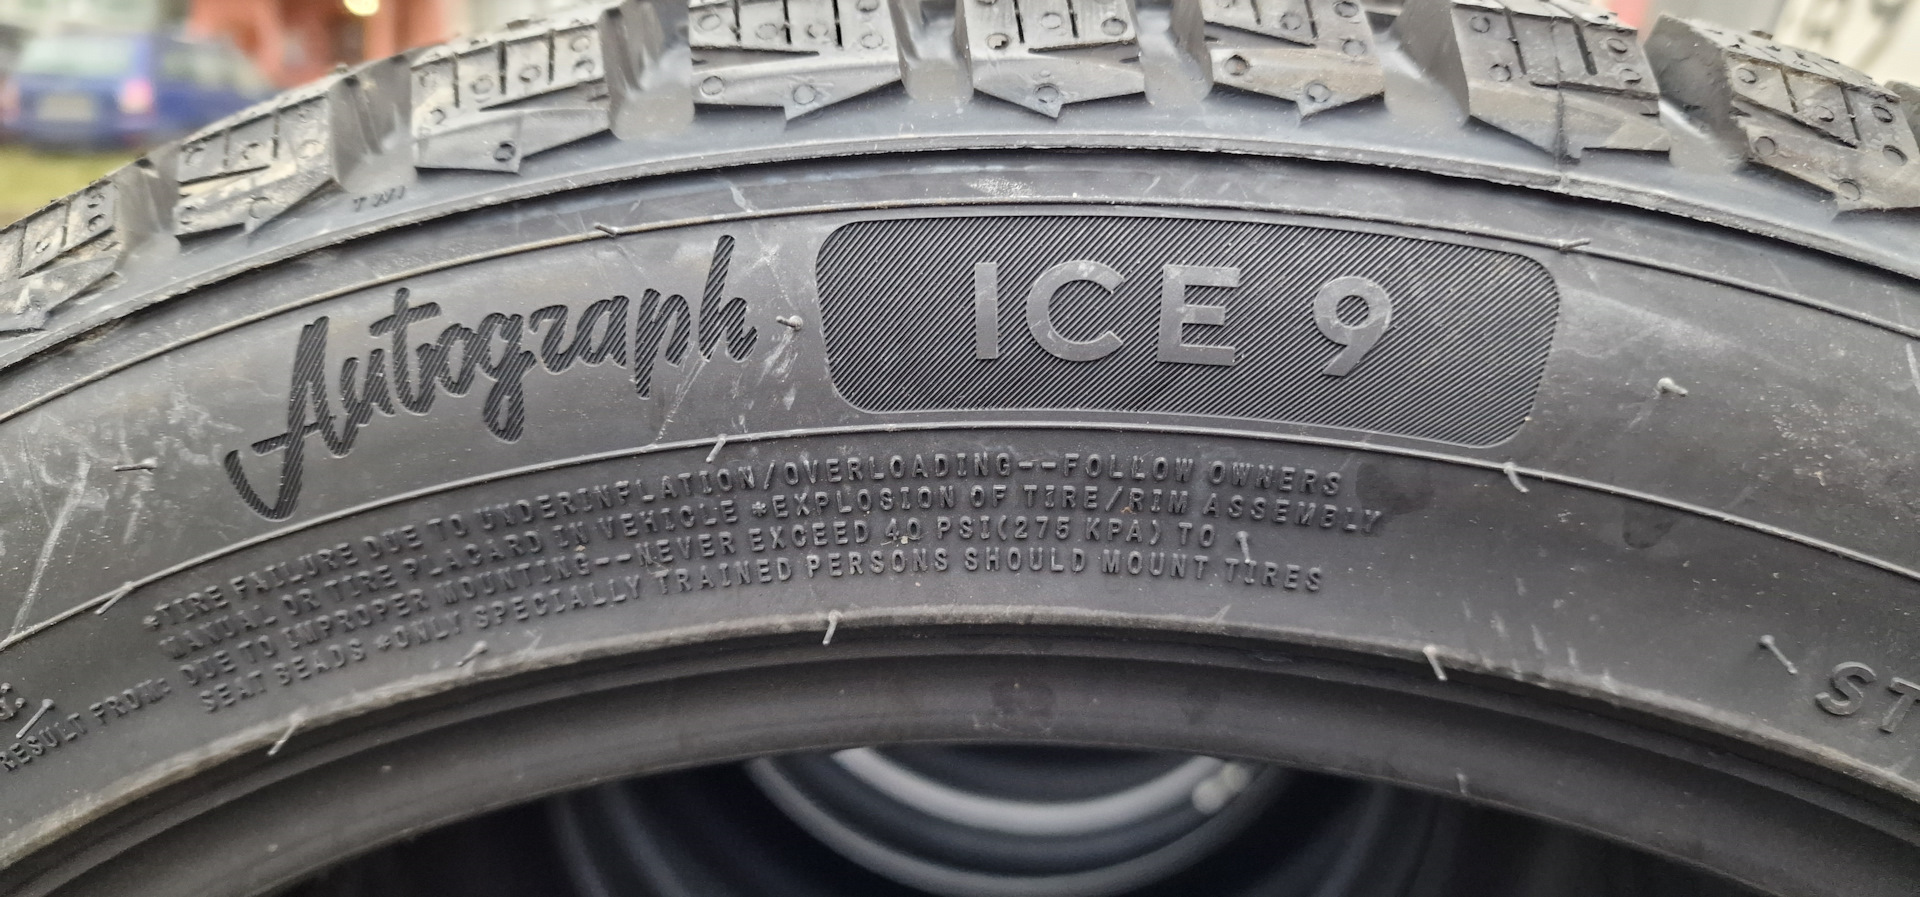 TWI
Autograph ICE 9
*TIRE FAILURE DUE TO UNDERINFLATION/OVERLOADING--FOLLOW OWNERS
MANUAL OR TIRE PLACARD IN VEHICLE *EXPLOSION OF TIRE/RIM ASSEMBLY
DUE TO IMPROPER MOUNTING--NEVER EXCEED 40 PSI(275 KPA) TO
SEAT BEADS *ONLY SPECIALLY TRAINED PERSONS SHOULD MOUNT TIRES
RESULT FROM:
ST